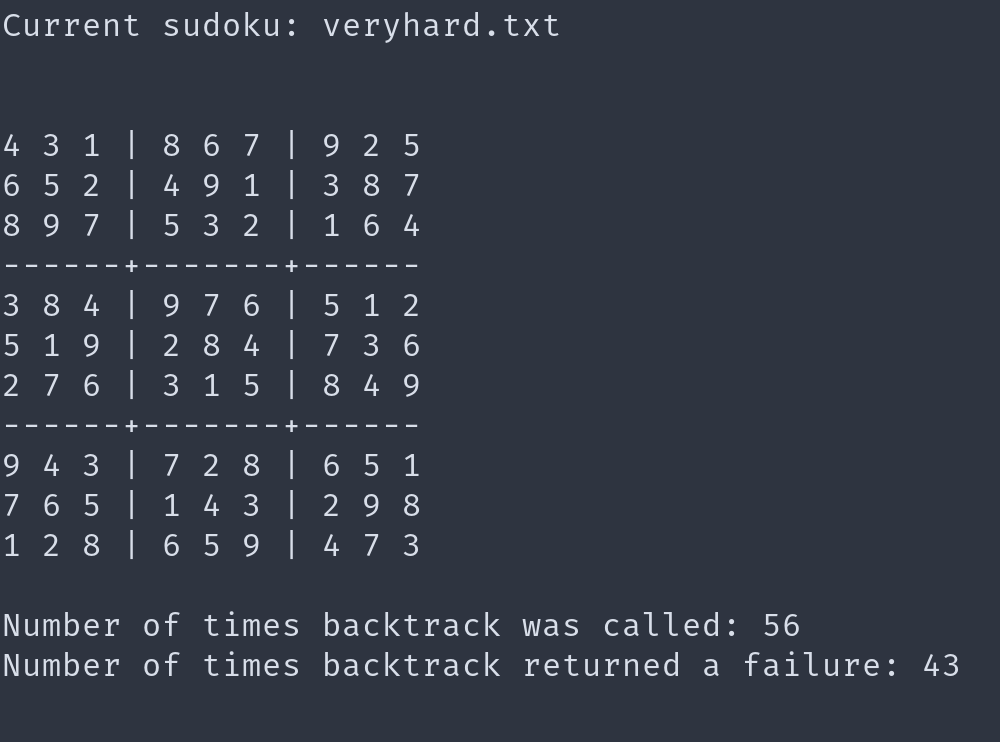 Current sudoku: veryhard.txt
4 3 1 | 8 6 7 | 9 2 5
6 5 2 | 4 9 1 | 3 8 7
8 9 7 | 5 3 2 | 1 6 4
------+-------+------
3 8 4 | 9 7 6 | 5 1 2
5 1 9 | 2 8 4 | 7 3 6
2 7 6 | 3 1 5 | 8 4 9
------+-------+------
9 4 3 | 7 2 8 | 6 5 1
7 6 5 | 1 4 3 | 2 9 8
1 2 8 | 6 5 9 | 4 7 3
Number of times backtrack was called: 56
Number of times backtrack returned a failure: 43